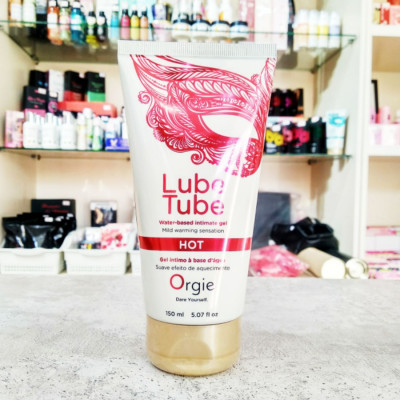 Lube
Tube
Water-based intimate gel
Mild warming sensation
HOT
Gel íntimo à base d'água
Suave efeito de aquecimento
Orgie
Dare Yourself.
150 ml 5.07 fl oz